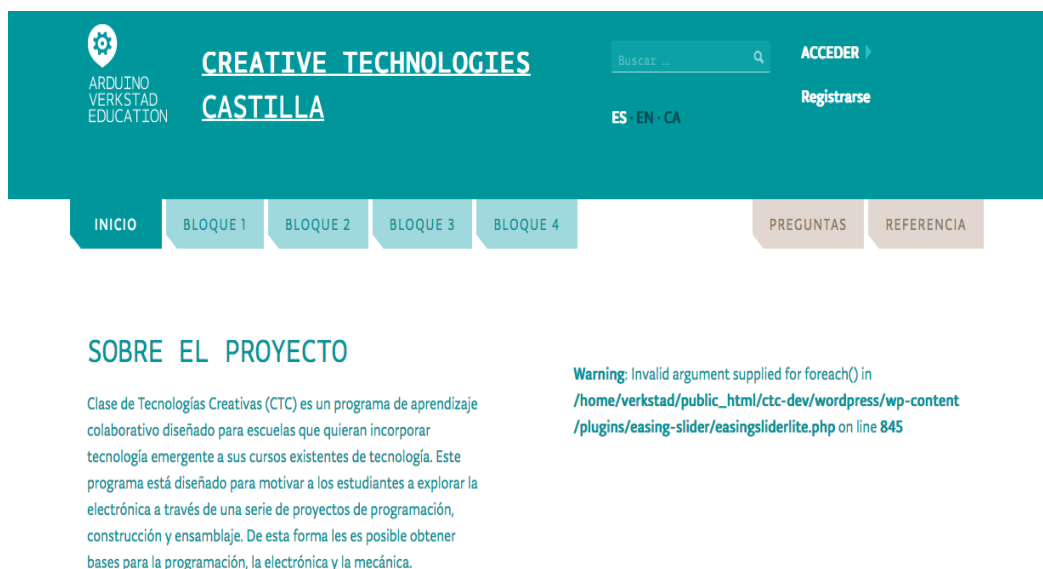 ARDUINO
VERKSTAD
EDUCATION
CREATIVE TECHNOLOGIES
CASTILLA
Buscar …
ES · EN · CA
ACCEDER
Registrarse
INICIO
BLOQUE 1
BLOQUE 2
BLOQUE 3
BLOQUE 4
PREGUNTAS
REFERENCIA
SOBRE EL PROYECTO
Clase de Tecnologías Creativas (CTC) es un programa de aprendizaje
colaborativo diseñado para escuelas que quieran incorporar
tecnología emergente a sus cursos existentes de tecnología. Este
programa está diseñado para motivar a los estudiantes a explorar la
electrónica a través de una serie de proyectos de programación,
construcción y ensamblaje. De esta forma les es posible obtener
bases para la programación, la electrónica y la mecánica.
Warning: Invalid argument supplied for foreach() in
/home/verkstad/public_html/ctc-dev/wordpress/wp-content
/plugins/easing-slider/easingsliderlite.php on line 845